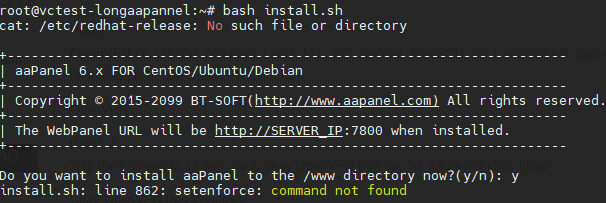 root@vctest-longaapannel:~# bash install.sh
cat: /etc/redhat-release: No such file or directory
+----------------------------------------------------------------------
| aaPanel 6.x FOR CentOS/Ubuntu/Debian
+----------------------------------------------------------------------
| Copyright © 2015-2099 BT-SOFT(http://www.aapanel.com) All rights reserved.
+----------------------------------------------------------------------
| The WebPanel URL will be http://SERVER_IP:7800 when installed.
+----------------------------------------------------------------------
Do you want to install aaPanel to the /www directory now?(y/n): y
install.sh: line 862: setenforce: command not found